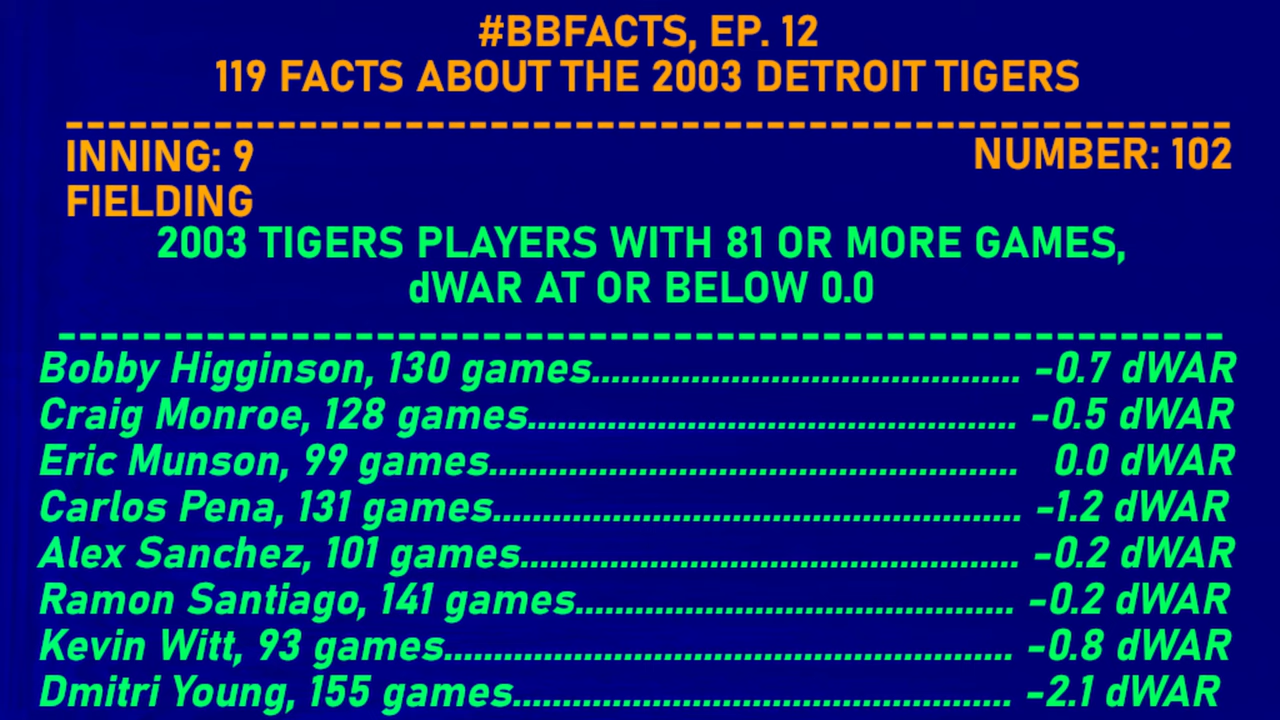 #BBFACTS, EP. 12
119 FACTS ABOUT THE 2003 DETROIT TIGERS
INNING: 9 NUMBER: 102
FIELDING
2003 TIGERS PLAYERS WITH 81 OR MORE GAMES,
dWAR AT OR BELOW 0.0
Bobby Higginson, 130 games........................................ -0.7 dWAR
Craig Monroe, 128 games.............................................. -0.5 dWAR
Eric Munson, 99 games.................................................. 0.0 dWAR
Carlos Pena, 131 games.................................................. -1.2 dWAR
Alex Sanchez, 101 games............................................... -0.2 dWAR
Ramon Santiago, 141 games......................................... -0.2 dWAR
Kevin Witt, 93 games..................................................... -0.8 dWAR
Dmitri Young, 155 games............................................... -2.1 dWAR